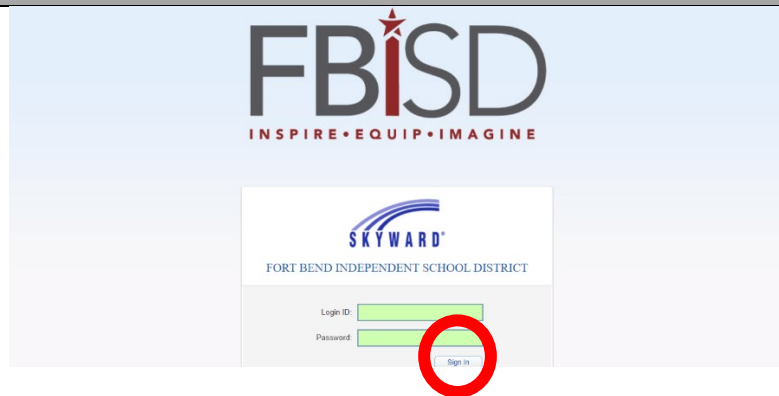 FBISD
INSPIRE•EQUIP•IMAGINE
SKYWARD®
FORT BEND INDEPENDENT SCHOOL DISTRICT
Login ID:
Password:
Sign In